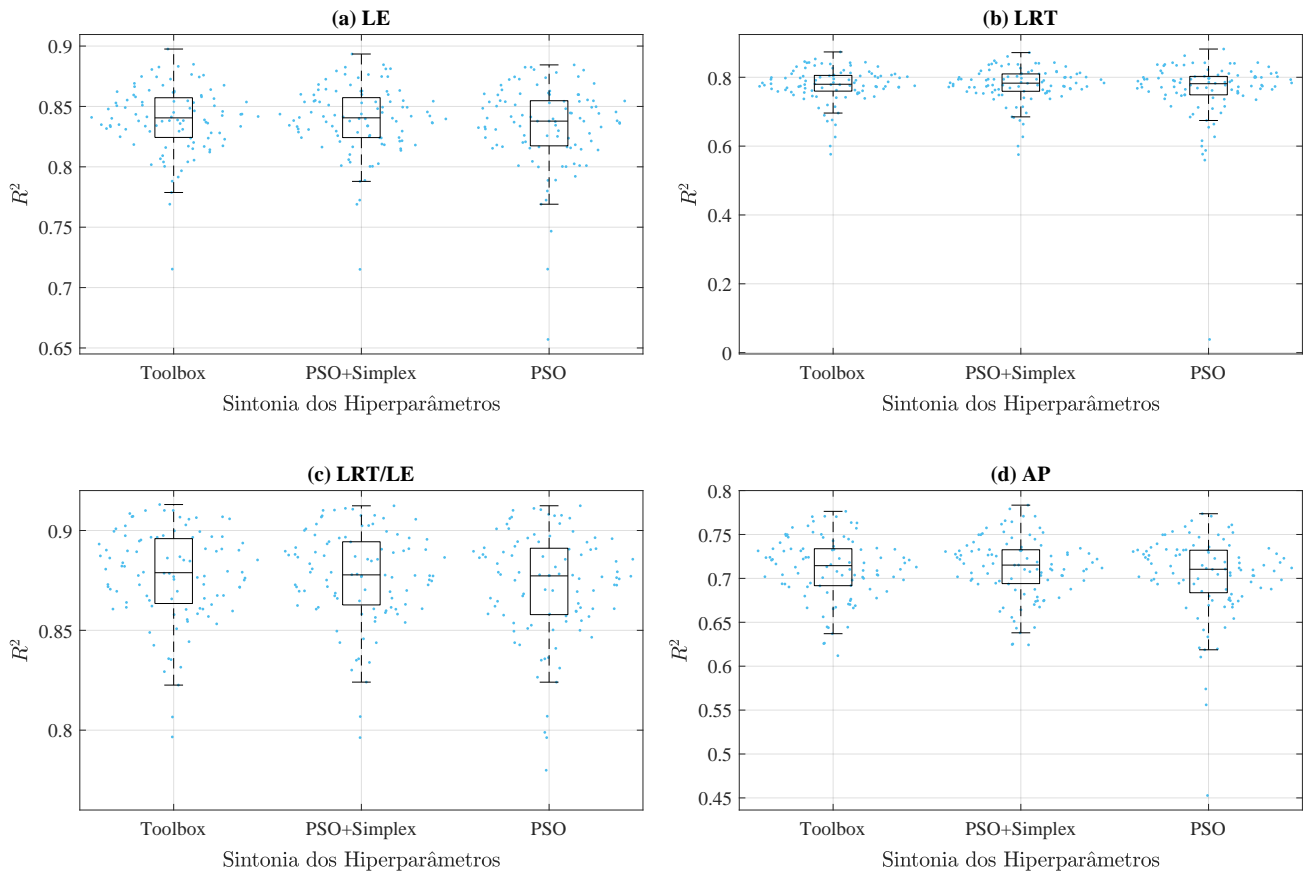 (a) LE
0.9
0.85
0.8
0.75
0.7
0.65
R²
Toolbox PSO+Simplex PSO
Sintonia dos Hiperparâmetros
(b) LRT
0.8
0.6
0.4
0.2
0
R²
Toolbox PSO+Simplex PSO
Sintonia dos Hiperparâmetros
(c) LRT/LE
0.9
0.85
0.8
R²
Toolbox PSO+Simplex PSO
Sintonia dos Hiperparâmetros
(d) AP
0.8
0.75
0.7
0.65
0.6
0.55
0.5
0.45
R²
Toolbox PSO+Simplex PSO
Sintonia dos Hiperparâmetros